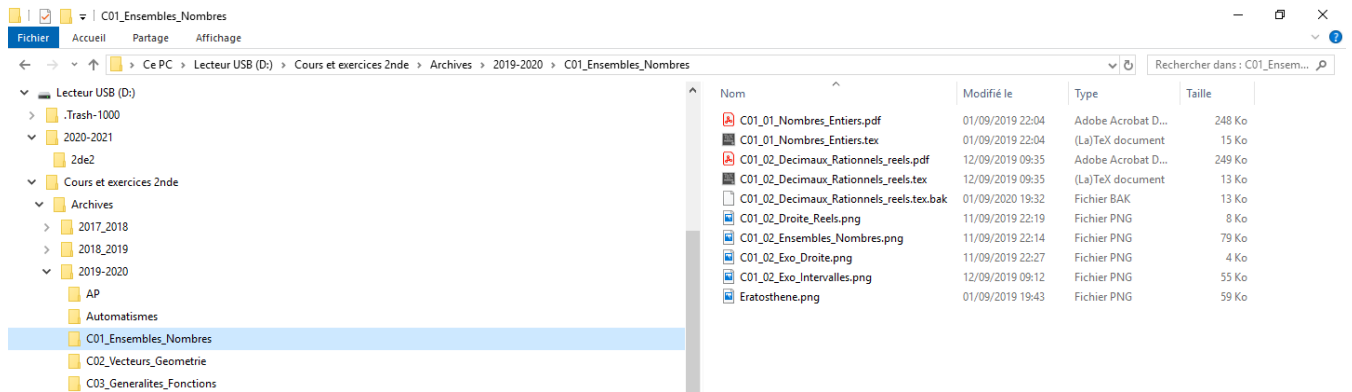 C01_Ensembles_Nombres
Fichier Accueil Partage Affichage
Ce PC > Lecteur USB (D:) > Cours et exercices 2nde > Archives > 2019-2020 > C01_Ensembles_Nombres
Rechercher dans : C01_Ensem...
Lecteur USB (D:)
.Trash-1000
2020-2021
2de2
Cours et exercices 2nde
Archives
2017_2018
2018_2019
2019-2020
AP
Automatismes
C01_Ensembles_Nombres
C02_Vecteurs_Geometrie
C03_Generalites_Fonctions
Nom Modifié le Type Taille
C01_01_Nombres_Entiers.pdf 01/09/2019 22:04 Adobe Acrobat D... 248 Ko
C01_01_Nombres_Entiers.tex 01/09/2019 22:04 (La)TeX document 15 Ko
C01_02_Decimaux_Rationnels_reels.pdf 12/09/2019 09:35 Adobe Acrobat D... 249 Ko
C01_02_Decimaux_Rationnels_reels.tex 12/09/2019 09:35 (La)TeX document 13 Ko
C01_02_Decimaux_Rationnels_reels.tex.bak 01/09/2020 19:32 Fichier BAK 13 Ko
C01_02_Droite_Reels.png 11/09/2019 22:19 Fichier PNG 8 Ko
C01_02_Ensembles_Nombres.png 11/09/2019 22:14 Fichier PNG 79 Ko
C01_02_Exo_Droite.png 11/09/2019 22:27 Fichier PNG 4 Ko
C01_02_Exo_Intervalles.png 12/09/2019 09:12 Fichier PNG 55 Ko
Eratosthene.png 01/09/2019 19:43 Fichier PNG 59 Ko